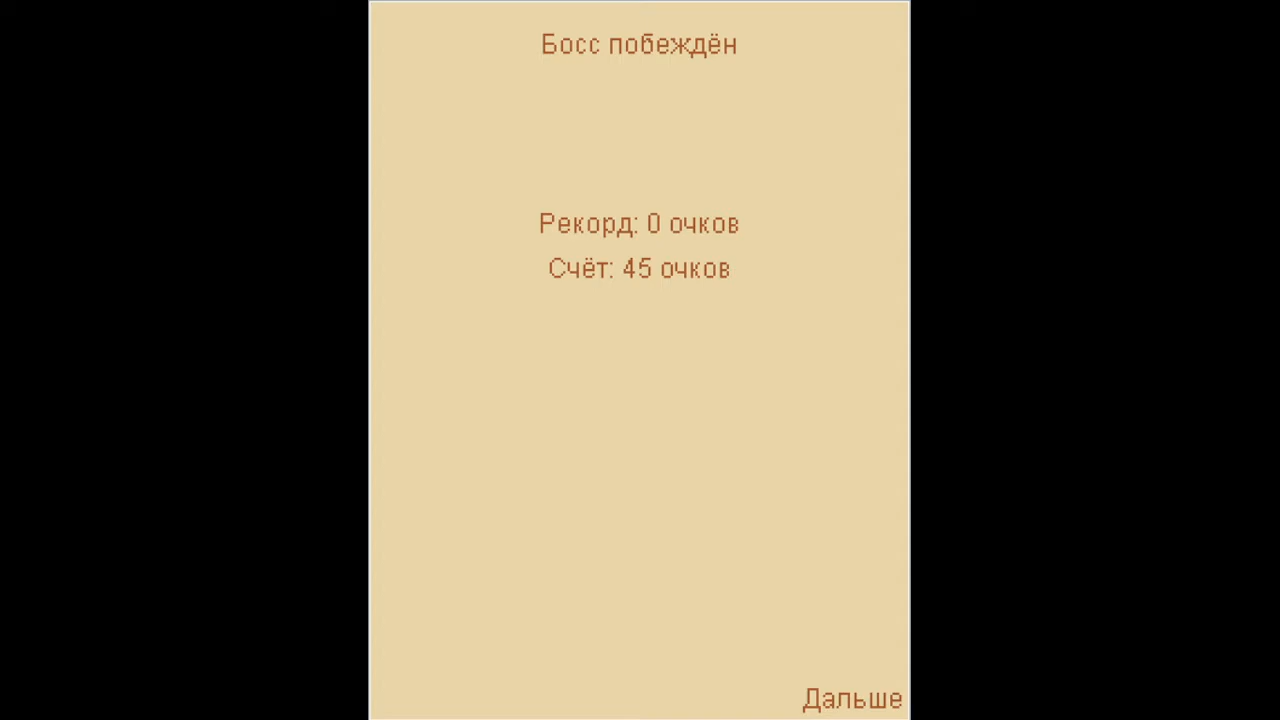 Босс побеждён
Рекорд: 0 очков
Счёт: 45 очков
Дальше